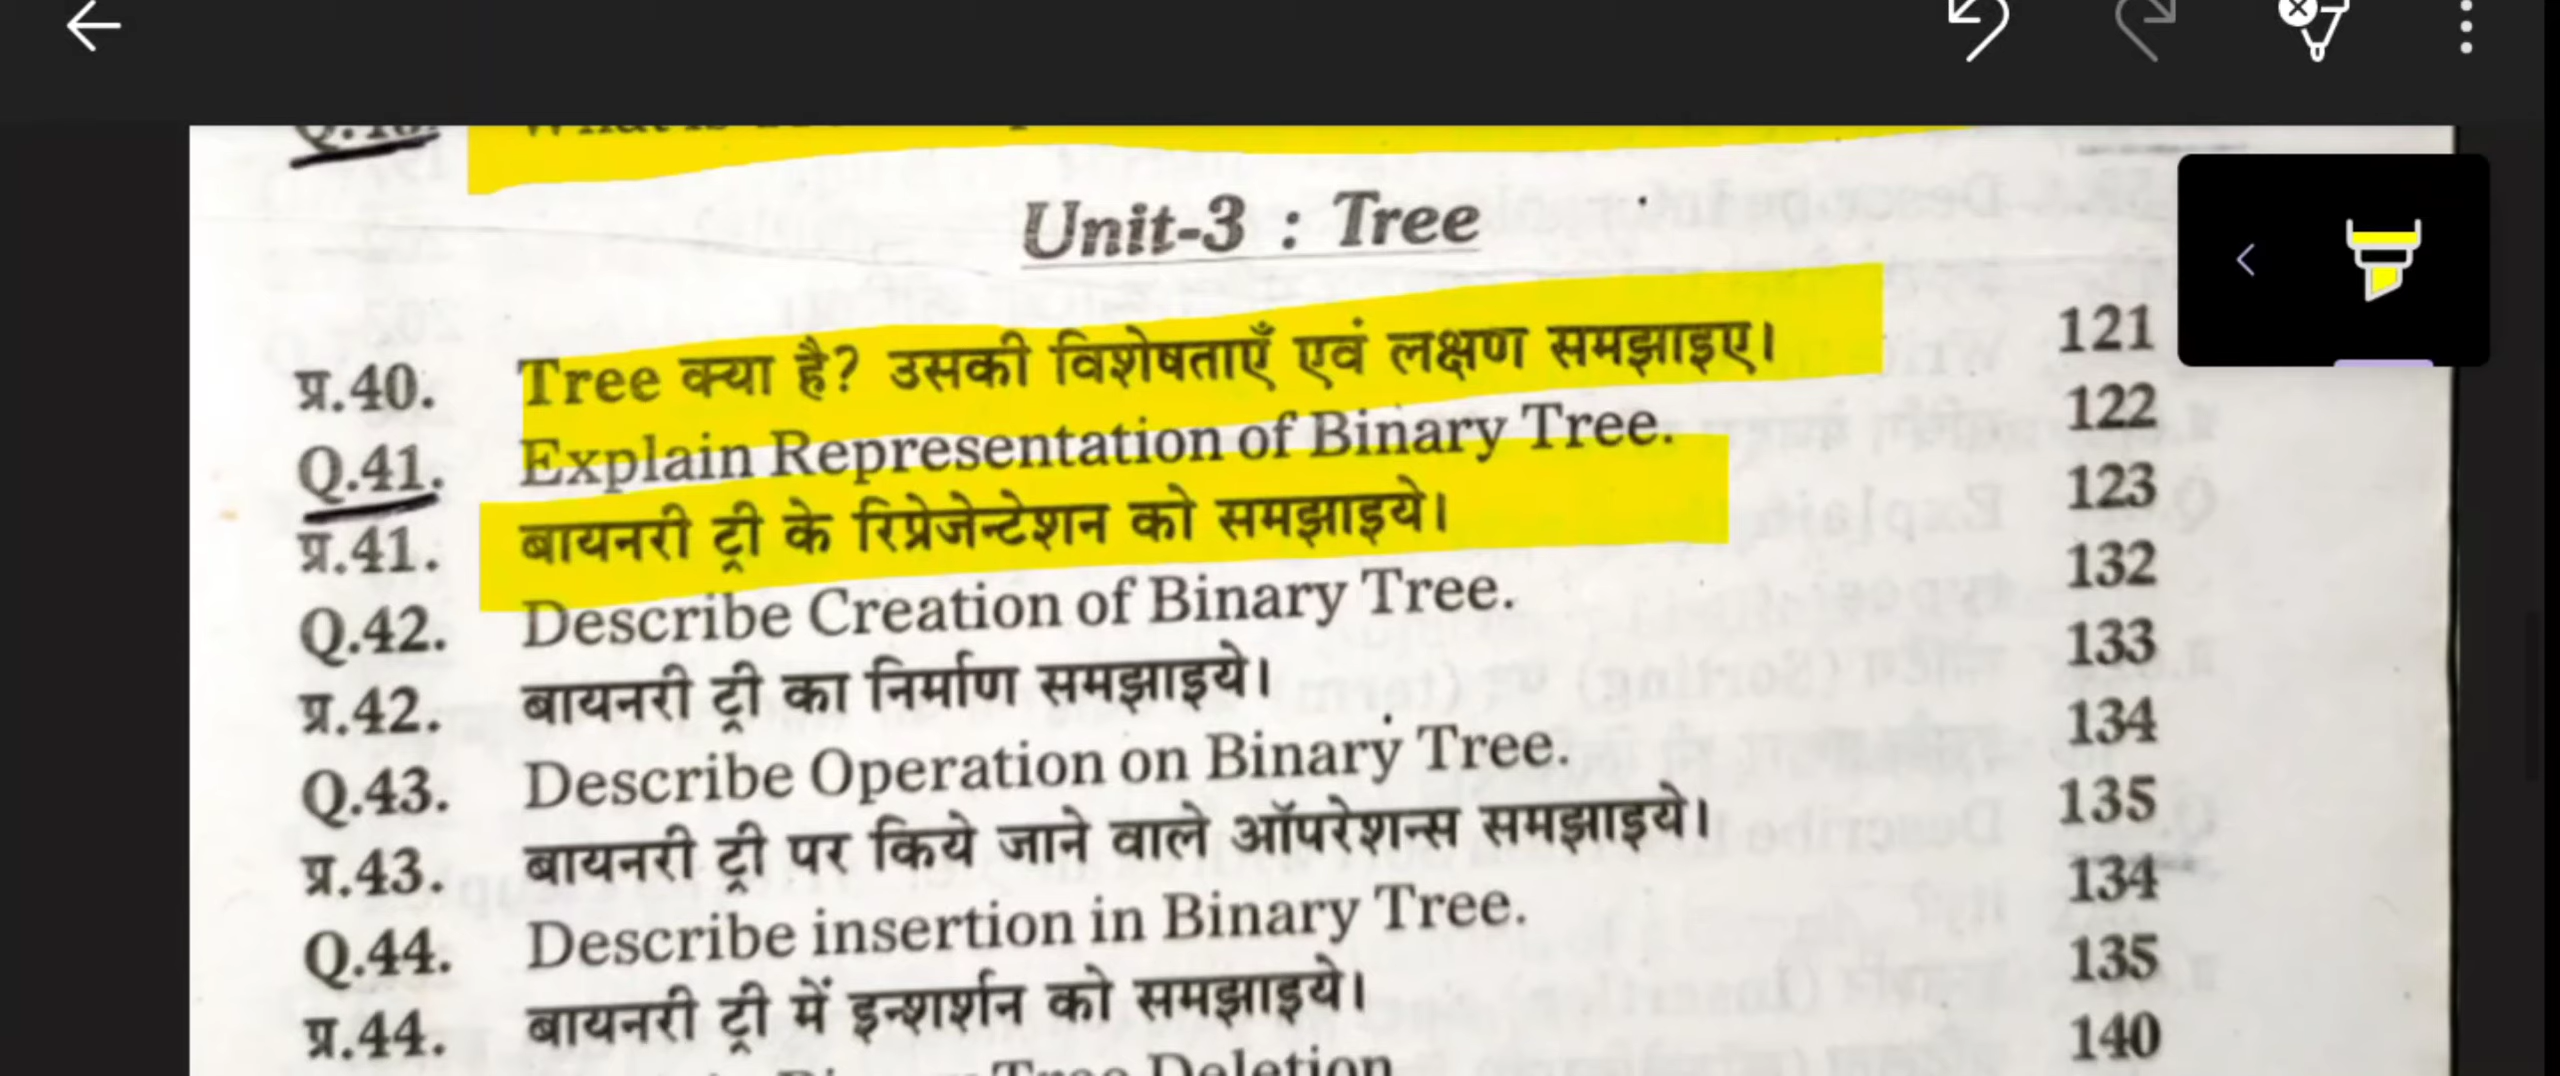 Unit-3 : Tree
प्र.40. Tree क्या है? उसकी विशेषताएँ एवं लक्षण समझाइए। 121
Q.41. Explain Representation of Binary Tree. 122
प्र.41. बायनरी ट्री के रिप्रेजेन्टेशन को समझाइये। 123
Q.42. Describe Creation of Binary Tree. 132
प्र.42. बायनरी ट्री का निर्माण समझाइये। 133
Q.43. Describe Operation on Binary Tree. 134
प्र.43. बायनरी ट्री पर किये जाने वाले ऑपरेशन्स समझाइये। 135
Q.44. Describe insertion in Binary Tree. 134
प्र.44. बायनरी ट्री में इन्शर्शन को समझाइये। 135
Tree Deletion 140